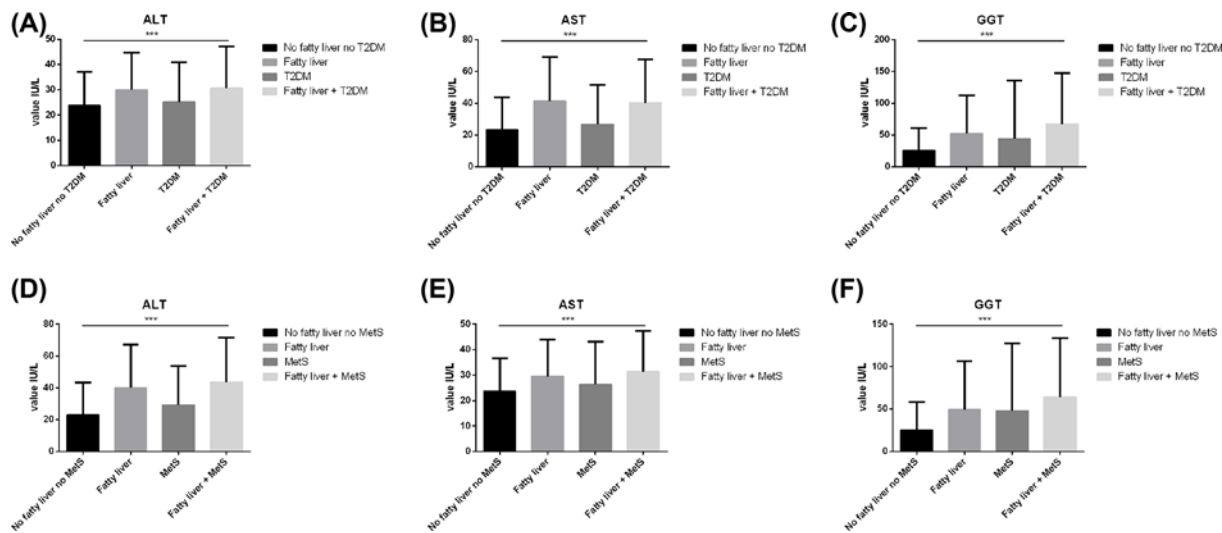 (A)
ALT
***
value IU/L
50
40
30
20
10
0
No fatty liver no T2DM
Fatty liver
T2DM
Fatty liver + T2DM
No fatty liver no T2DM
Fatty liver
T2DM
Fatty liver + T2DM
(B)
AST
***
value IU/L
80
60
40
20
0
No fatty liver no T2DM
Fatty liver
T2DM
Fatty liver + T2DM
No fatty liver no T2DM
Fatty liver
T2DM
Fatty liver + T2DM
(C)
GGT
***
value IU/L
200
150
100
50
0
No fatty liver no T2DM
Fatty liver
T2DM
Fatty liver + T2DM
No fatty liver no T2DM
Fatty liver
T2DM
Fatty liver + T2DM
(D)
ALT
***
value IU/L
80
60
40
20
0
No fatty liver no MetS
Fatty liver
MetS
Fatty liver + MetS
No fatty liver no MetS
Fatty liver
MetS
Fatty liver + MetS
(E)
AST
***
value IU/L
50
40
30
20
10
0
No fatty liver no MetS
Fatty liver
MetS
Fatty liver + MetS
No fatty liver no MetS
Fatty liver
MetS
Fatty liver + MetS
(F)
GGT
***
value IU/L
150
100
50
0
No fatty liver no MetS
Fatty liver
MetS
Fatty liver + MetS
No fatty liver no MetS
Fatty liver
MetS
Fatty liver + MetS